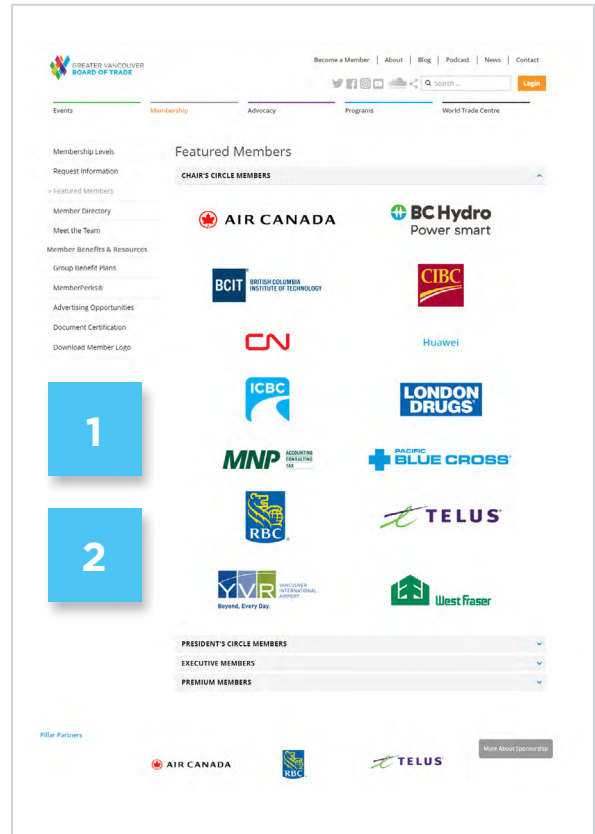 GREATER VANCOUVER
BOARD OF TRADE
Become a Member | About | Blog | Podcast | News | Contact
Search ...
Login
Events
Membership
Advocacy
Programs
World Trade Centre
Membership Levels
Request Information
» Featured Members
Member Directory
Meet the Team
Member Benefits & Resources
Group Benefit Plans
MemberPerks®
Advertising Opportunities
Document Certification
Download Member Logo
1
2
Featured Members
CHAIR'S CIRCLE MEMBERS
AIR CANADA
BC Hydro
Power smart
BCIT BRITISH COLUMBIA
INSTITUTE OF TECHNOLOGY
CIBC
CN
Huawei
ICBC
LONDON
DRUGS
MNP ACCOUNTING
CONSULTING
TAX
PACIFIC
BLUE CROSS
RBC
TELUS
YVR VANCOUVER
INTERNATIONAL
AIRPORT
Beyond, Every Day.
West Fraser
PRESIDENT'S CIRCLE MEMBERS
EXECUTIVE MEMBERS
PREMIUM MEMBERS
Pillar Partners
More About Sponsorship
AIR CANADA
RBC
TELUS